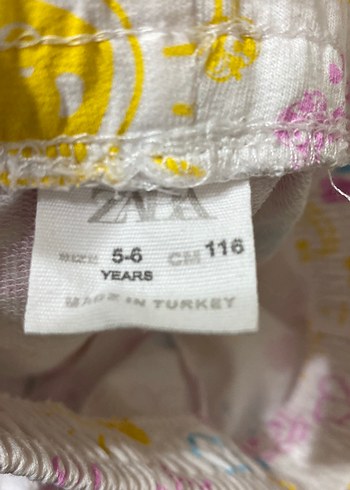 ZARA
SIZE 5-6 CM 116
YEARS
MADE IN TURKEY